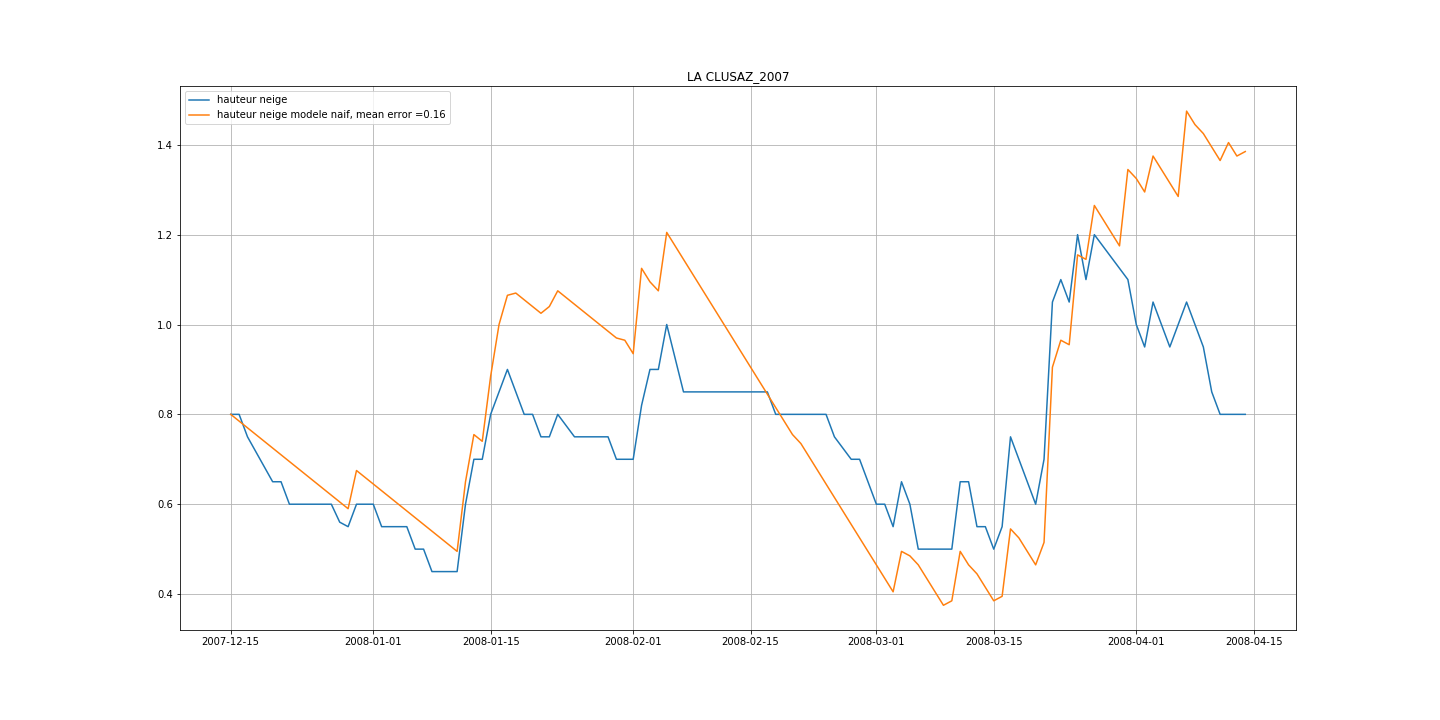 LA CLUSAZ_2007
hauteur neige
hauteur neige modele naif, mean error =0.16
1.4
1.2
1.0
0.8
0.6
0.4
2007-12-15 2008-01-01 2008-01-15 2008-02-01 2008-02-15 2008-03-01 2008-03-15 2008-04-01 2008-04-15